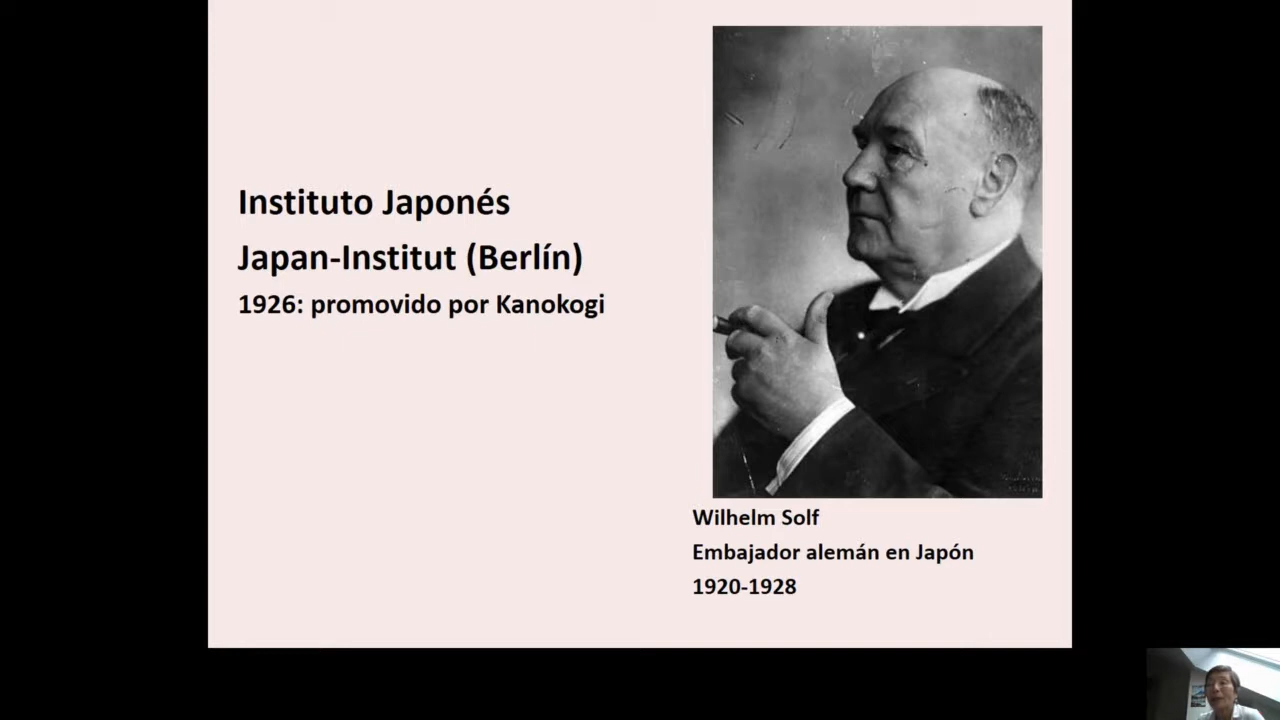 Instituto Japonés
Japan-Institut (Berlín)
1926: promovido por Kanokogi
Wilhelm Solf
Embajador alemán en Japón
1920-1928